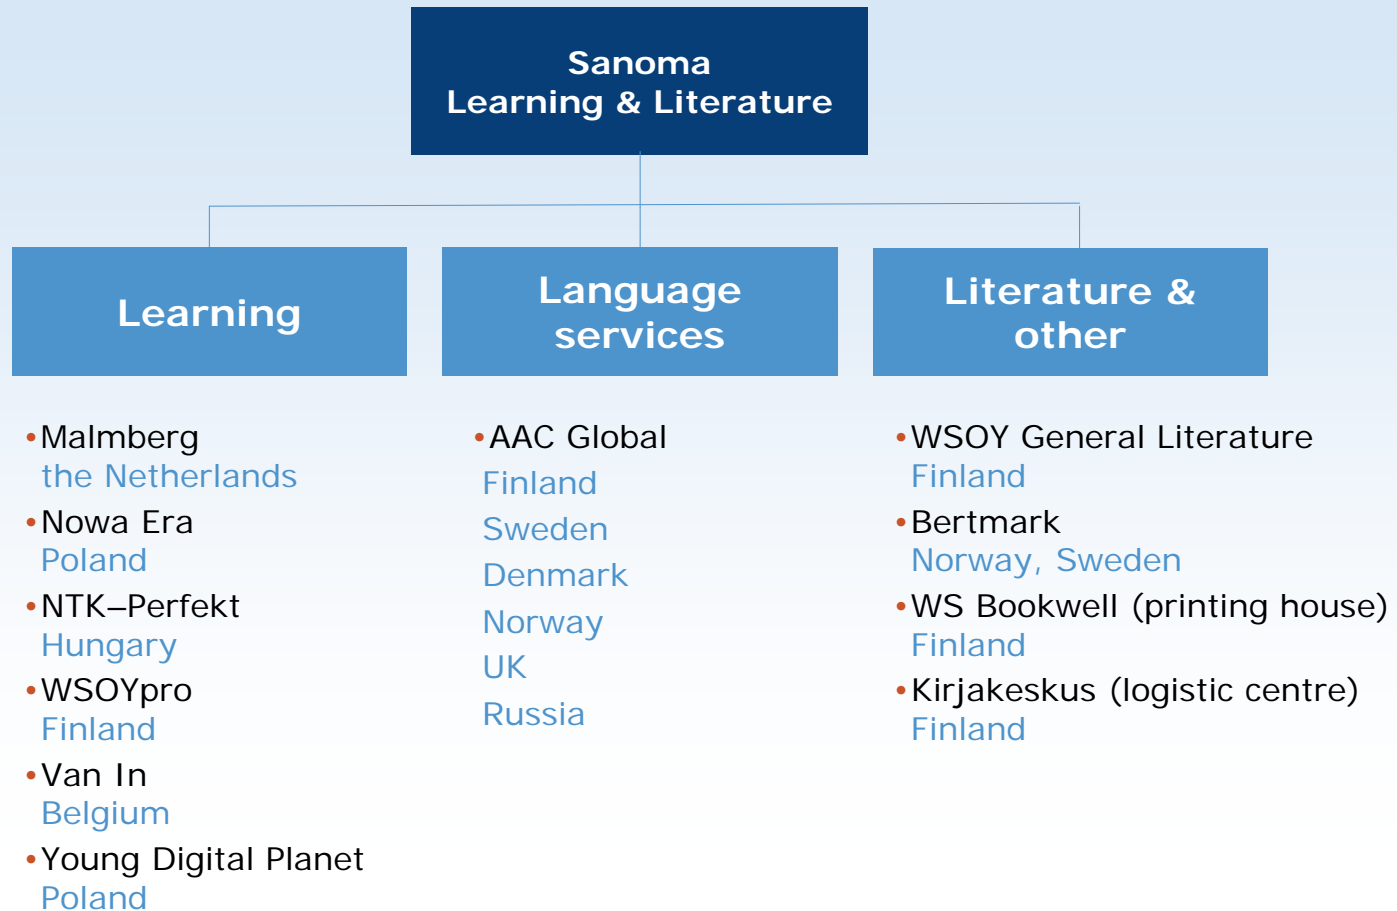 Sanoma
Learning & Literature
Learning
•Malmberg
the Netherlands
•Nowa Era
Poland
•NTK–Perfekt
Hungary
•WSOYpro
Finland
•Van In
Belgium
•Young Digital Planet
Poland
Language
services
•AAC Global
Finland
Sweden
Denmark
Norway
UK
Russia
Literature &
other
•WSOY General Literature
Finland
•Bertmark
Norway, Sweden
•WS Bookwell (printing house)
Finland
•Kirjakeskus (logistic centre)
Finland